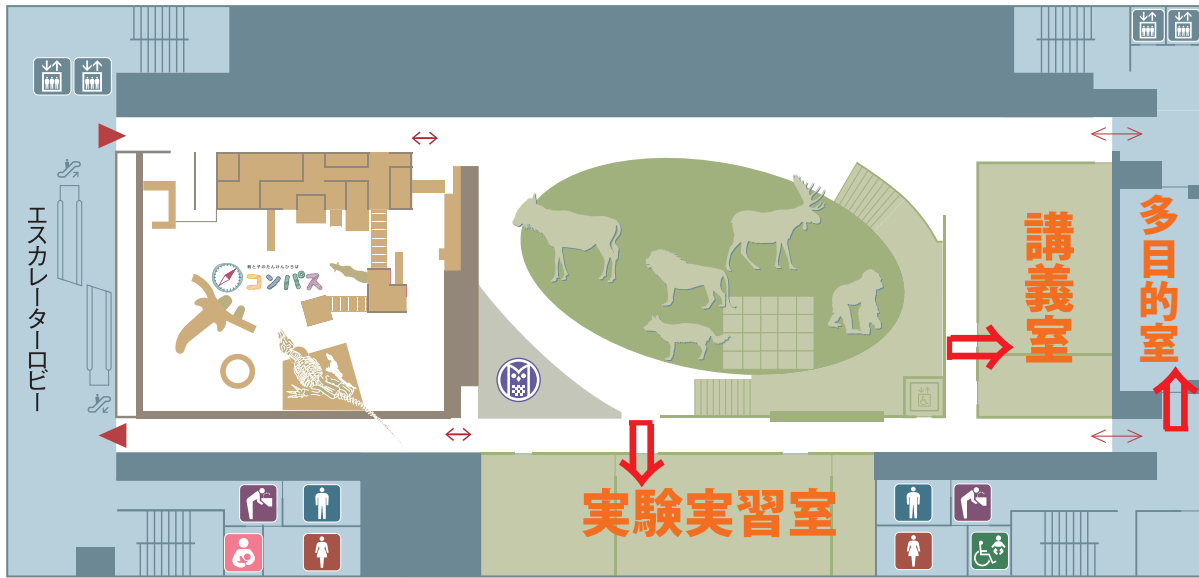 エスカレーターロビー
親と子のたんけんひろば
コンパス
講義室
多目的室
実験実習室